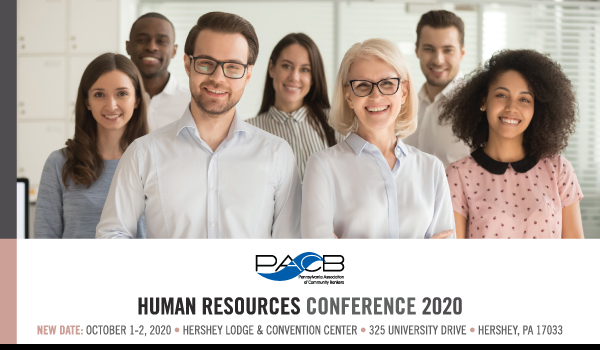 PACB
Pennsylvania Association
of Community Bankers
HUMAN RESOURCES CONFERENCE 2020
NEW DATE: OCTOBER 1-2, 2020 • HERSHEY LODGE & CONVENTION CENTER • 325 UNIVERSITY DRIVE • HERSHEY, PA 17033